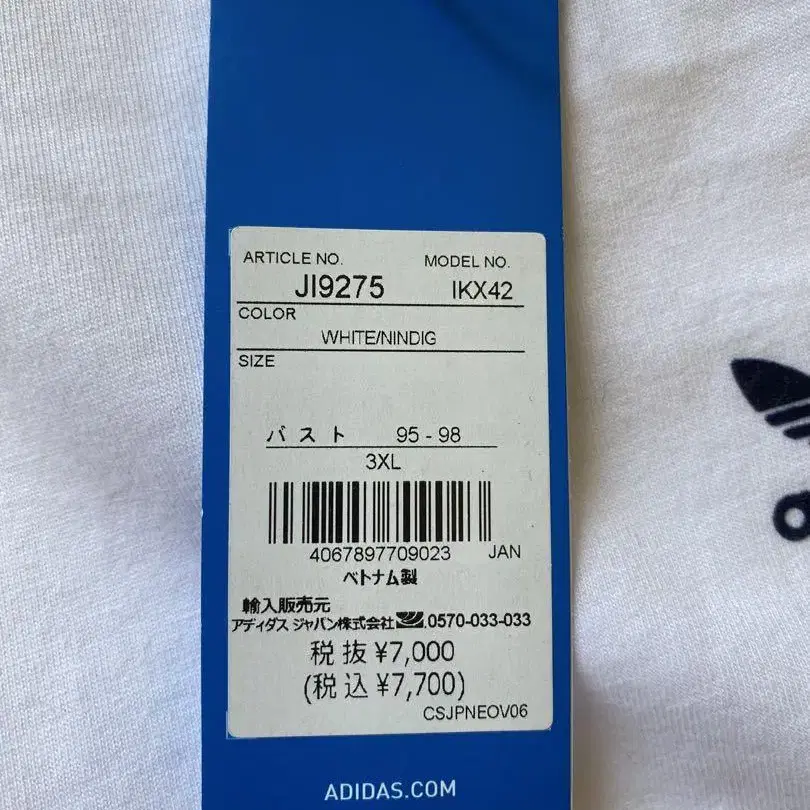 ARTICLE NO. MODEL NO.
JI9275 IKX42
COLOR
WHITE/NINDIG
SIZE
バスト 95 - 98
3XL
4067897709023 JAN
ベトナム製
輸入販売元
アディダス ジャパン株式会社 0570-033-033
税抜 ¥7,000
(税込 ¥7,700)
CSJPNEOV06
ADIDAS.COM